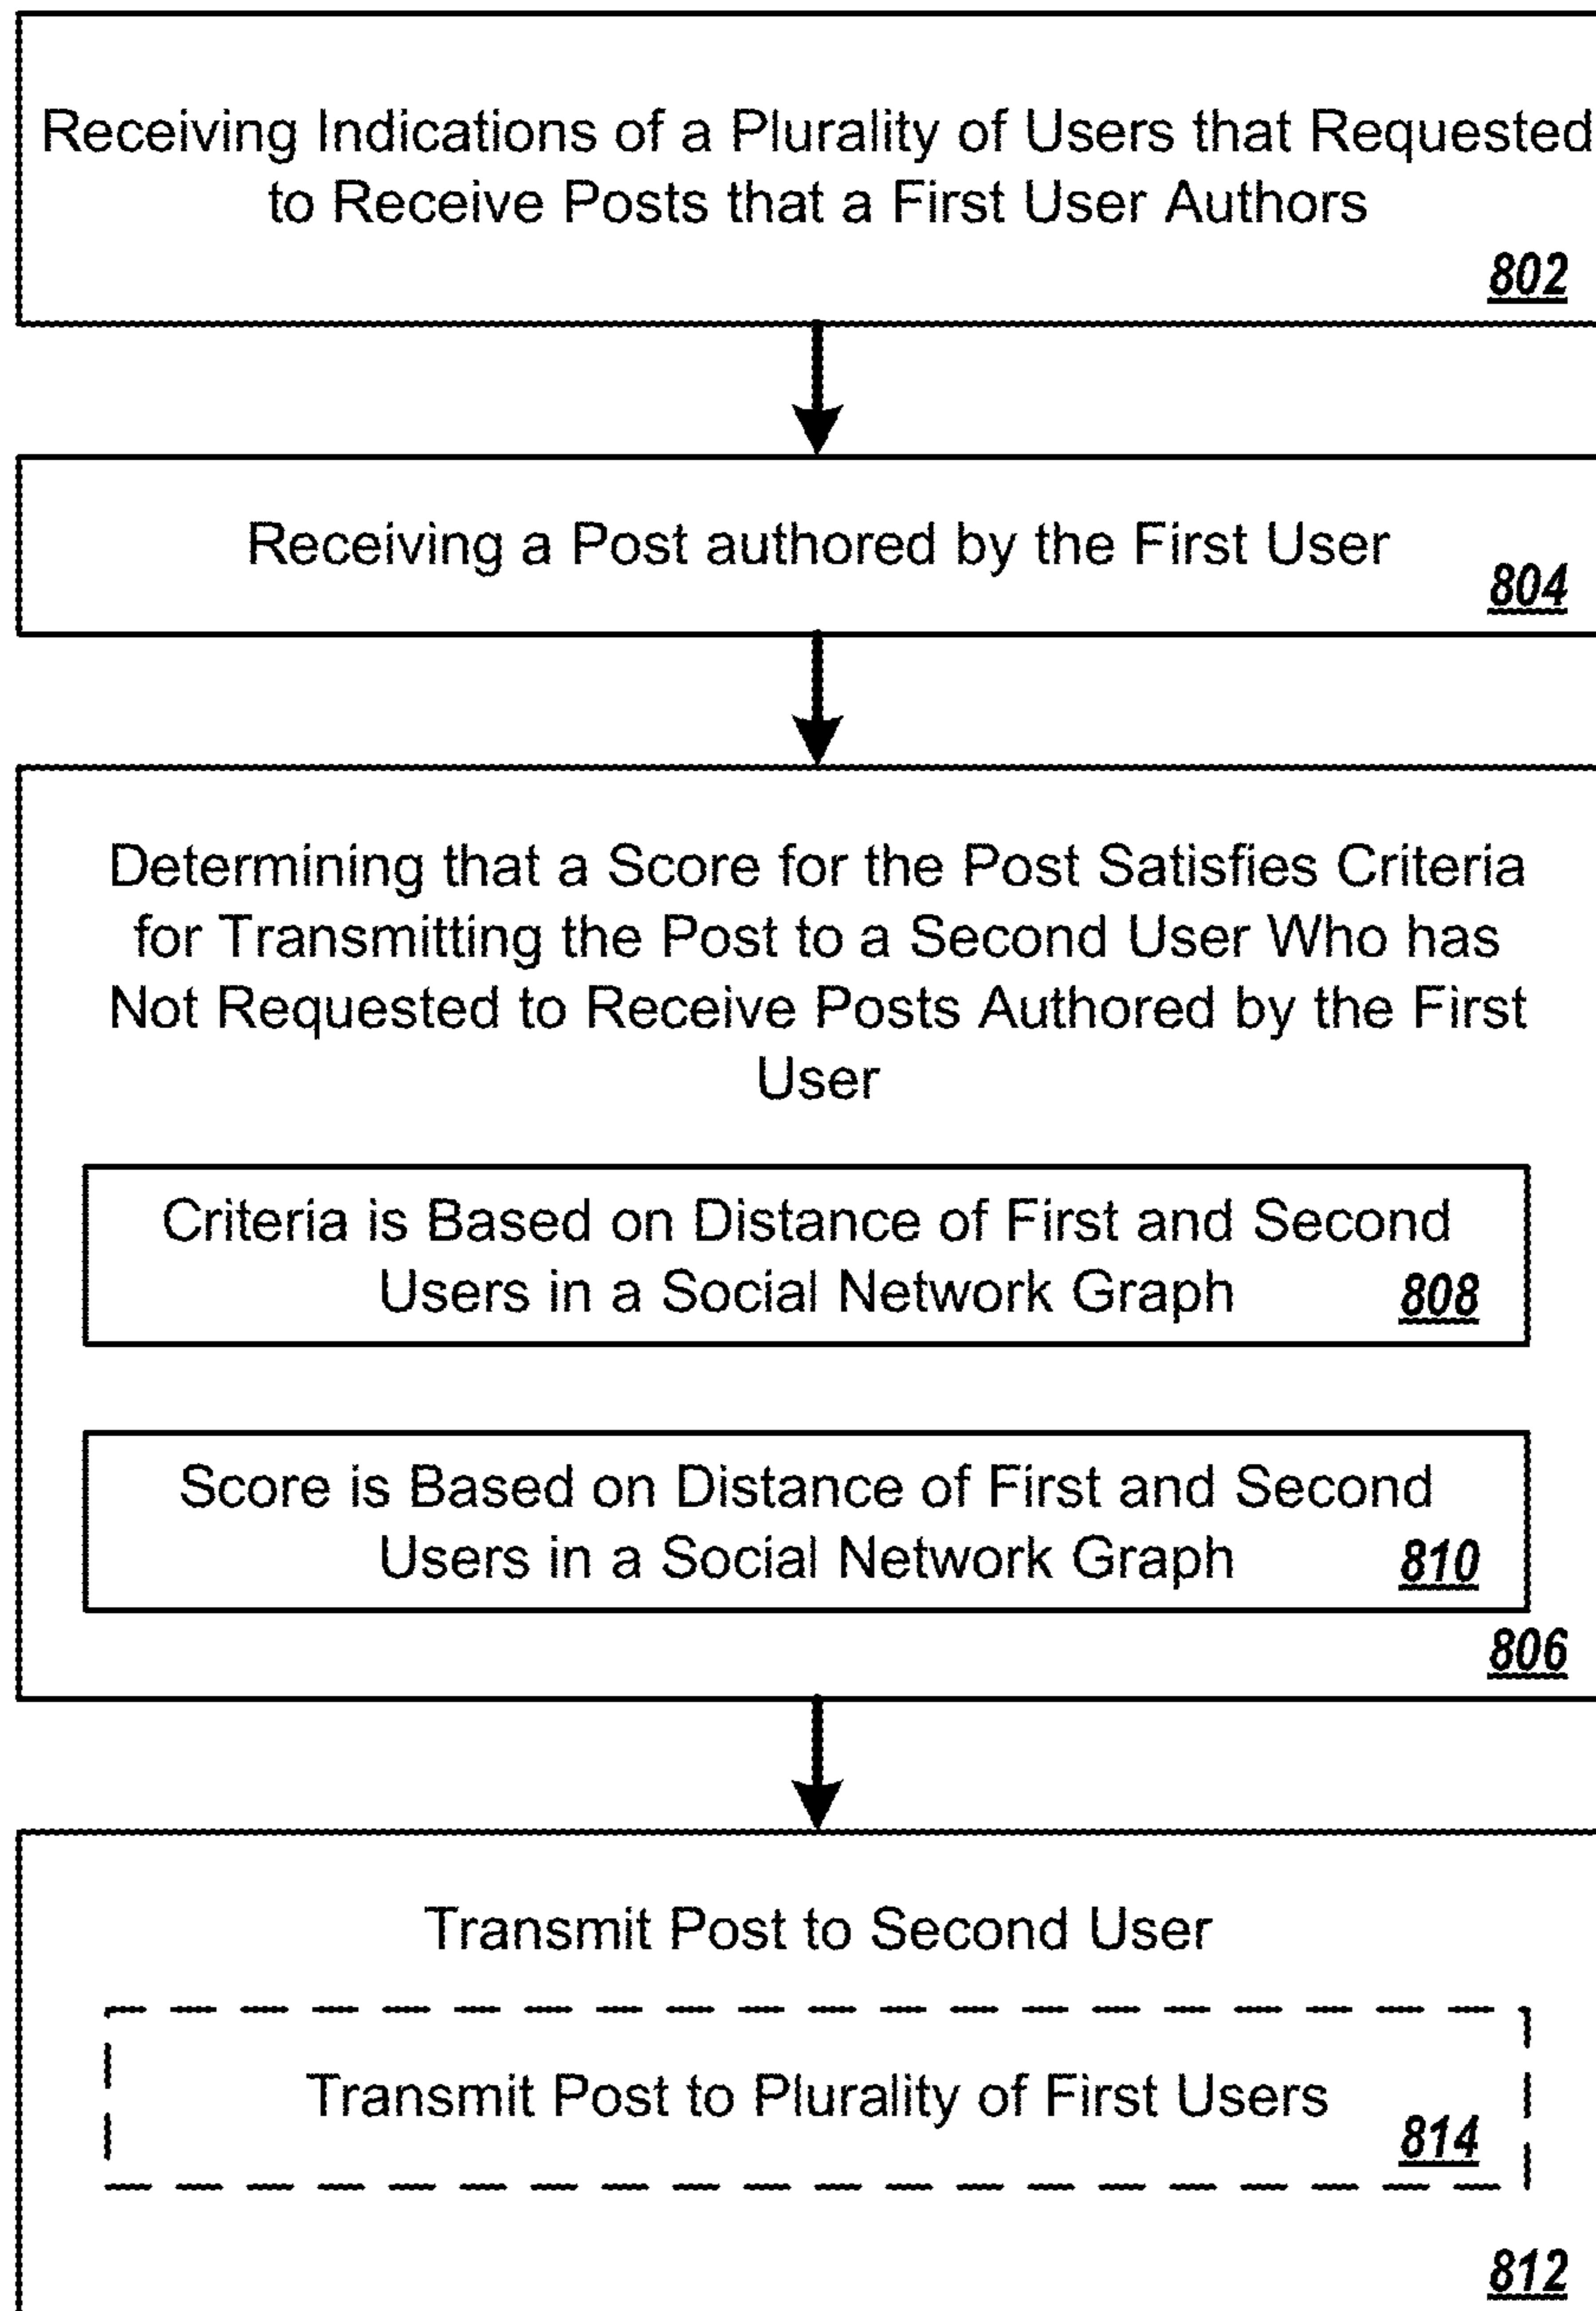 Receiving Indications of a Plurality of Users that Requested
to Receive Posts that a First User Authors
802
Receiving a Post authored by the First User
804
Determining that a Score for the Post Satisfies Criteria
for Transmitting the Post to a Second User Who has
Not Requested to Receive Posts Authored by the First
User
Criteria is Based on Distance of First and Second
Users in a Social Network Graph 808
Score is Based on Distance of First and Second
Users in a Social Network Graph 810
806
Transmit Post to Second User
Transmit Post to Plurality of First Users
814
812